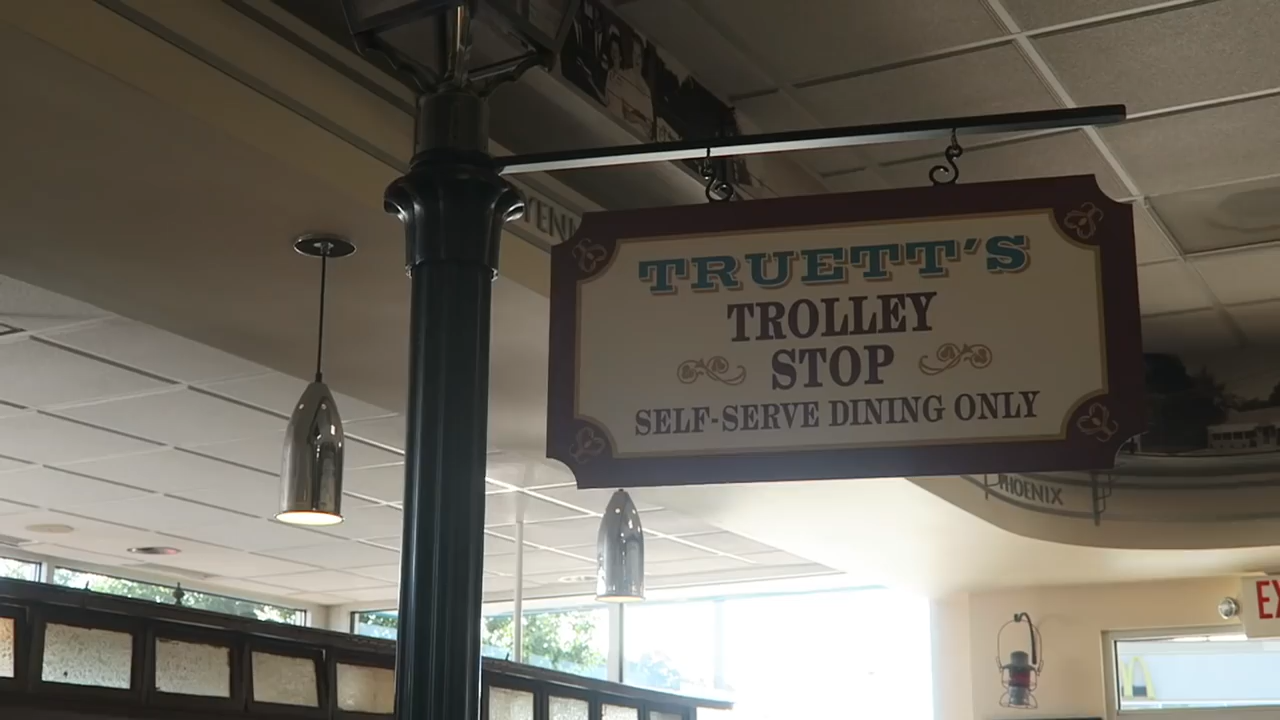 TRUETT'S
TROLLEY
STOP
SELF-SERVE DINING ONLY
PHOENIX